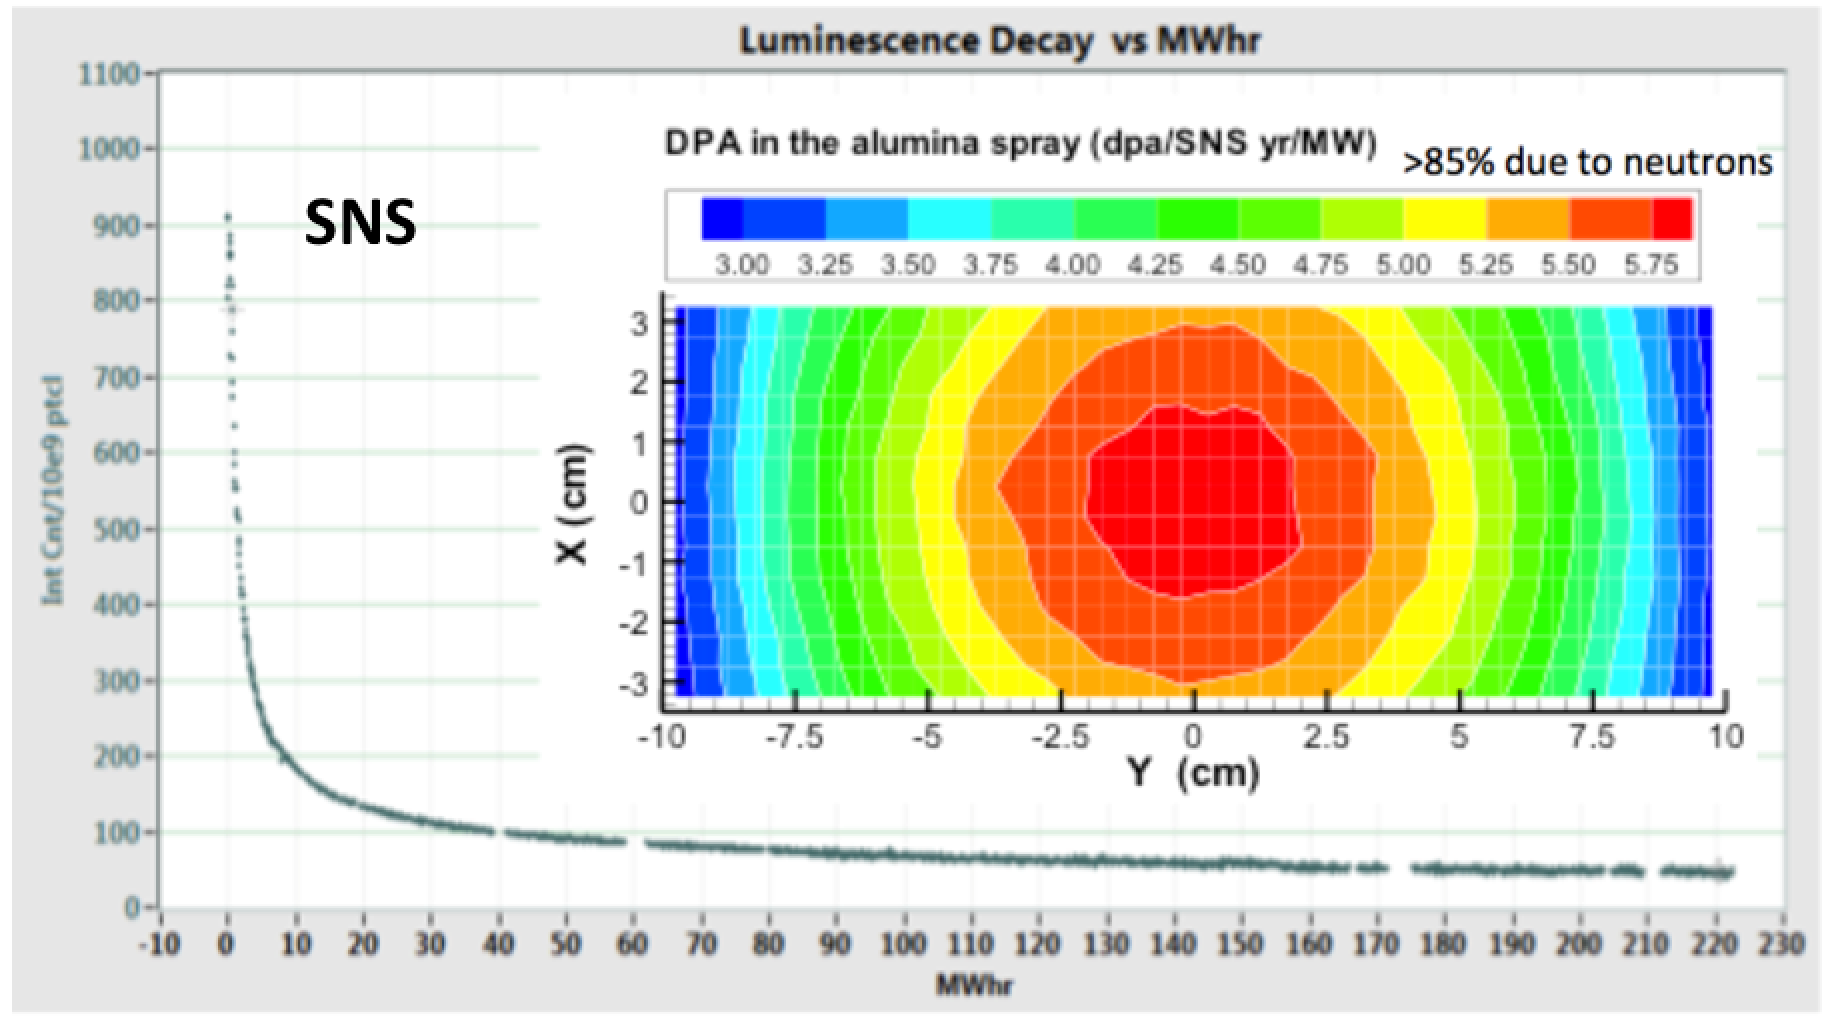 Luminescence Decay vs MWhr
1100
1000
900
800
700
600
500
400
300
200
100
0
Int Cnt/10e9 ptcl
SNS
DPA in the alumina spray (dpa/SNS yr/MW)
>85% due to neutrons
3.00 3.25 3.50 3.75 4.00 4.25 4.50 4.75 5.00 5.25 5.50 5.75
3
2
1
0
-1
-2
-3
X (cm)
-10 -7.5 -5 -2.5 0 2.5 5 7.5 10
Y (cm)
-10 0 10 20 30 40 50 60 70 80 90 100 110 120 130 140 150 160 170 180 190 200 210 220 230
MWhr